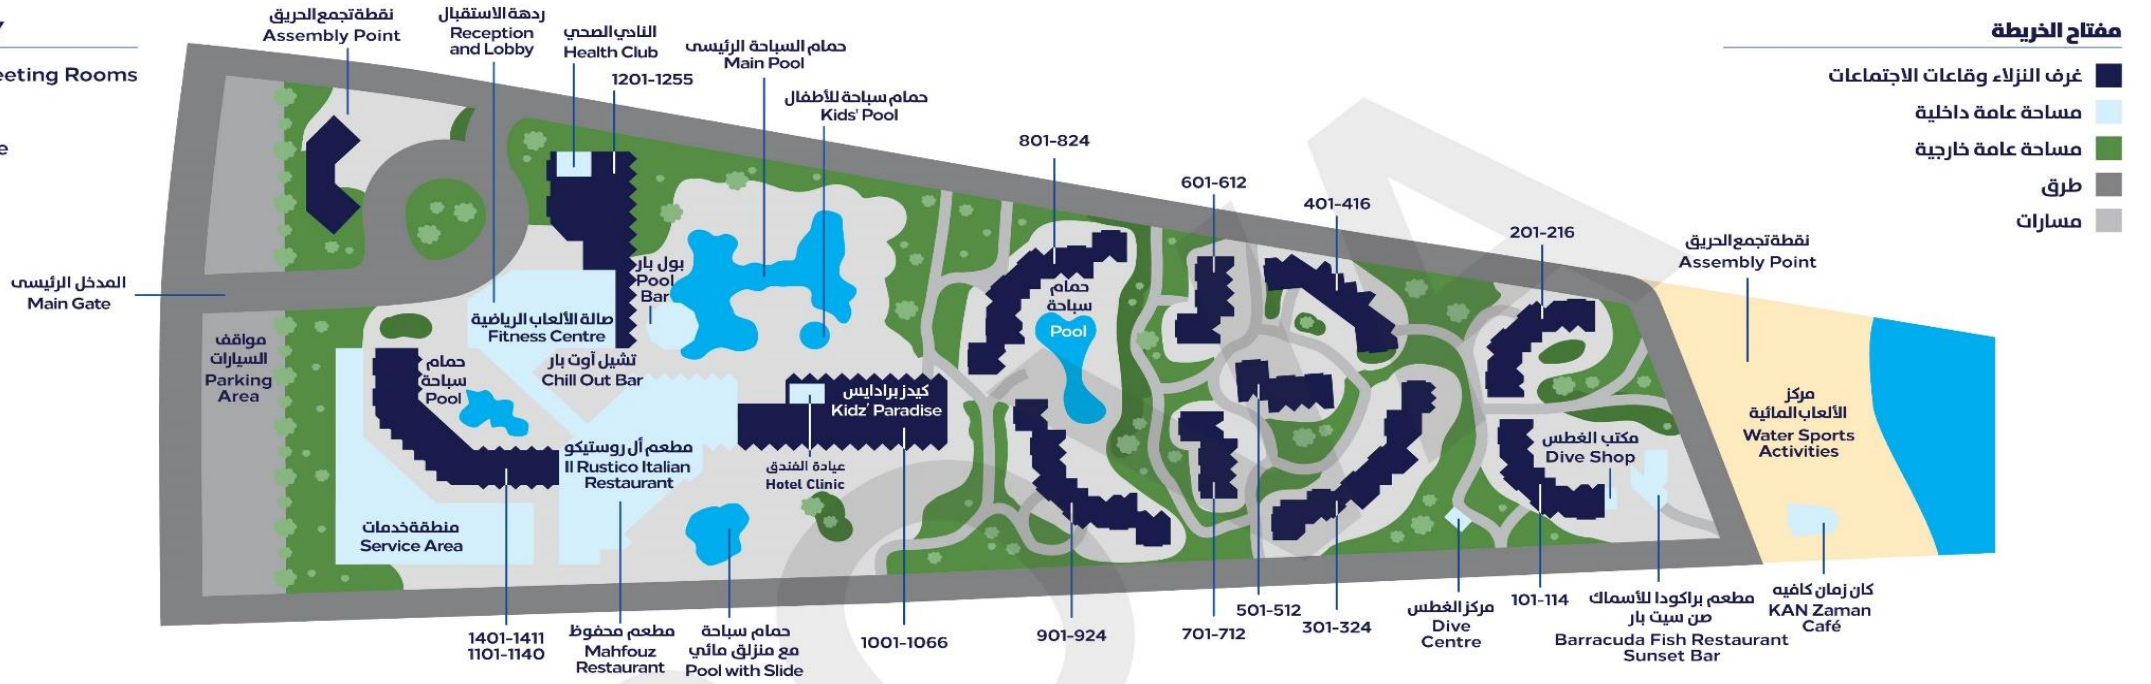 eeting Rooms
e
نقطة تجمع الحريق
Assembly Point
ردهة الاستقبال
Reception
and Lobby
النادي الصحي
Health Club
1201-1255
حمام السباحة الرئيسى
Main Pool
حمام سباحة للأطفال
Kids' Pool
801-824
601-612
401-416
201-216
نقطة تجمع الحريق
Assembly Point
مفتاح الخريطة
غرف النزلاء وقاعات الاجتماعات
مساحة عامة داخلية
مساحة عامة خارجية
طرق
مسارات
المدخل الرئيسى
Main Gate
مواقف
السيارات
Parking
Area
بول بار
Pool
Bar
صالة الألعاب الرياضية
Fitness Centre
تشيل آوت بار
Chill Out Bar
حمام
سباحة
Pool
حمام
سباحة
Pool
كيدز برادايس
Kidz' Paradise
مطعم أل روستيكو
Il Rustico Italian
Restaurant
عيادة الفندق
Hotel Clinic
منطقة خدمات
Service Area
مكتب الغطس
Dive Shop
مركز
الألعاب المائية
Water Sports
Activities
1401-1411
1101-1140
مطعم محفوظ
Mahfouz
Restaurant
حمام سباحة
مع منزلق مائي
Pool with Slide
1001-1066
901-924
701-712
501-512
301-324
مركز الغطس
Dive
Centre
101-114
مطعم براكودا للأسماك
صن سيت بار
Barracuda Fish Restaurant
Sunset Bar
كان زمان كافيه
KAN Zaman
Café